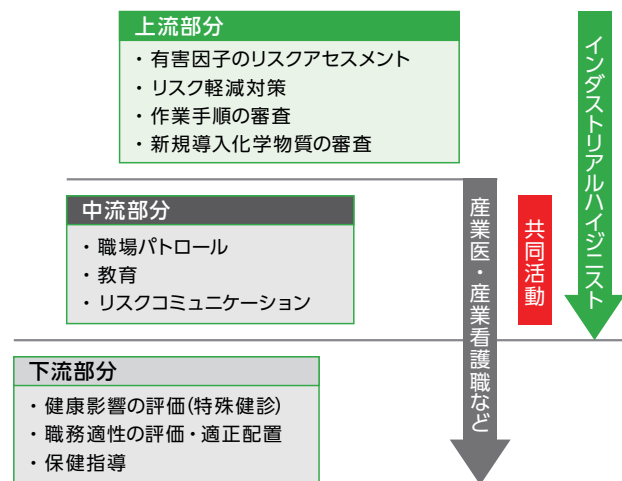 上流部分
・有害因子のリスクアセスメント
・リスク軽減対策
・作業手順の審査
・新規導入化学物質の審査
中流部分
・職場パトロール
・教育
・リスクコミュニケーション
下流部分
・健康影響の評価(特殊健診)
・職務適性の評価・適正配置
・保健指導
産業医・産業看護職など
共同活動
インダストリアルハイジニスト